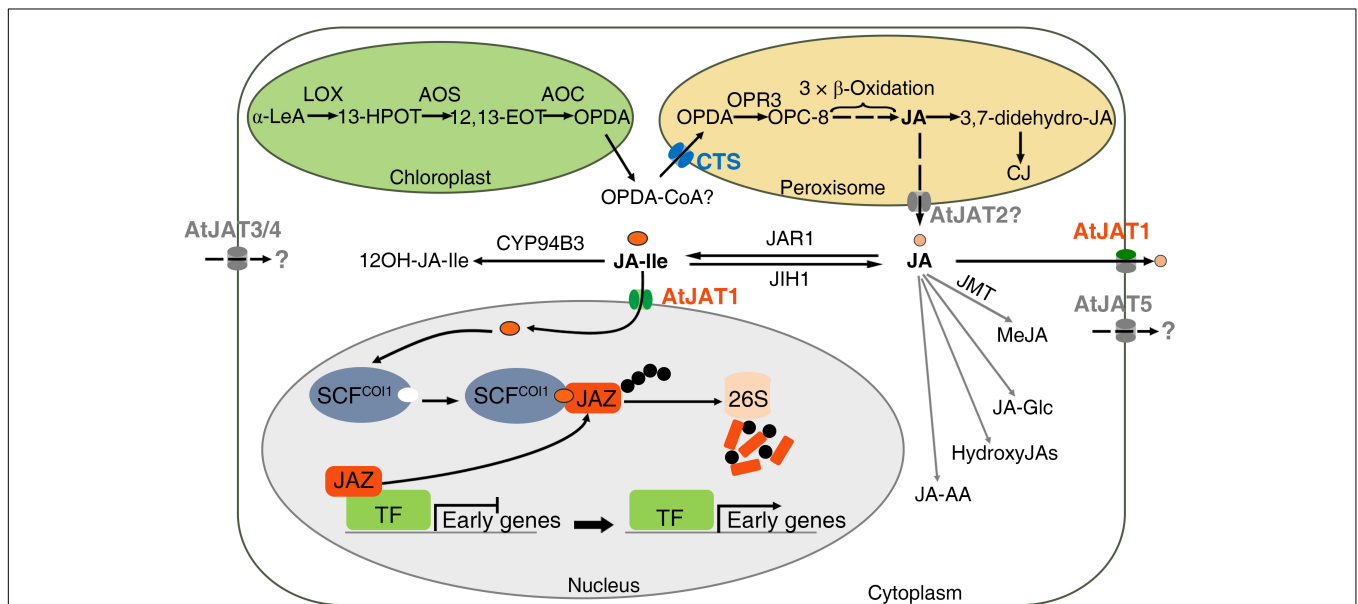 LOX
AOS
AOC
α-LeA
13-HPOT
12,13-EOT
OPDA
Chloroplast
3 × β-Oxidation
OPR3
OPDA
OPC-8
JA
3,7-didehydro-JA
CTS
CJ
Peroxisome
OPDA-CoA?
AtJAT2?
AtJAT3/4
?
AtJAT1
CYP94B3
JAR1
12OH-JA-Ile
JA-Ile
JIH1
JA
AtJAT1
JMT
AtJAT5
?
MeJA
SCFCOI1
SCFCOI1
JAZ
26S
JA-Glc
HydroxyJAs
JAZ
JA-AA
TF
Early genes
TF
Early genes
Nucleus
Cytoplasm